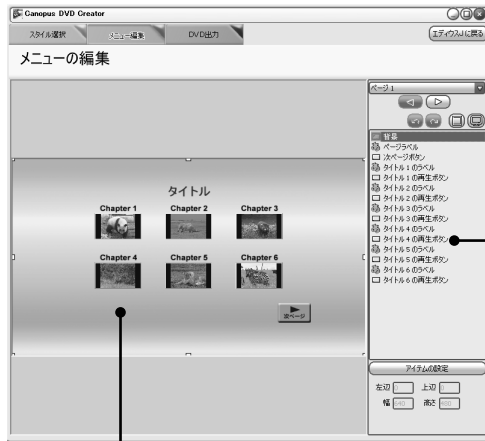 Canopus DVD Creator
スタイル選択 メニュー編集 DVD出力 エディウスJに戻る
メニューの編集
ページ 1
背景
ページラベル
次ページボタン
タイトル 1 のラベル
タイトル 1 の再生ボタン
タイトル 2 のラベル
タイトル 2 の再生ボタン
タイトル 3 のラベル
タイトル 3 の再生ボタン
タイトル 4 のラベル
タイトル 4 の再生ボタン
タイトル 5 のラベル
タイトル 5 の再生ボタン
タイトル 6 のラベル
タイトル 6 の再生ボタン
タイトル
Chapter 1 Chapter 2 Chapter 3
Chapter 4 Chapter 5 Chapter 6
次ページ
アイテムの設定
左辺 0 上辺 0
幅 640 高さ 480